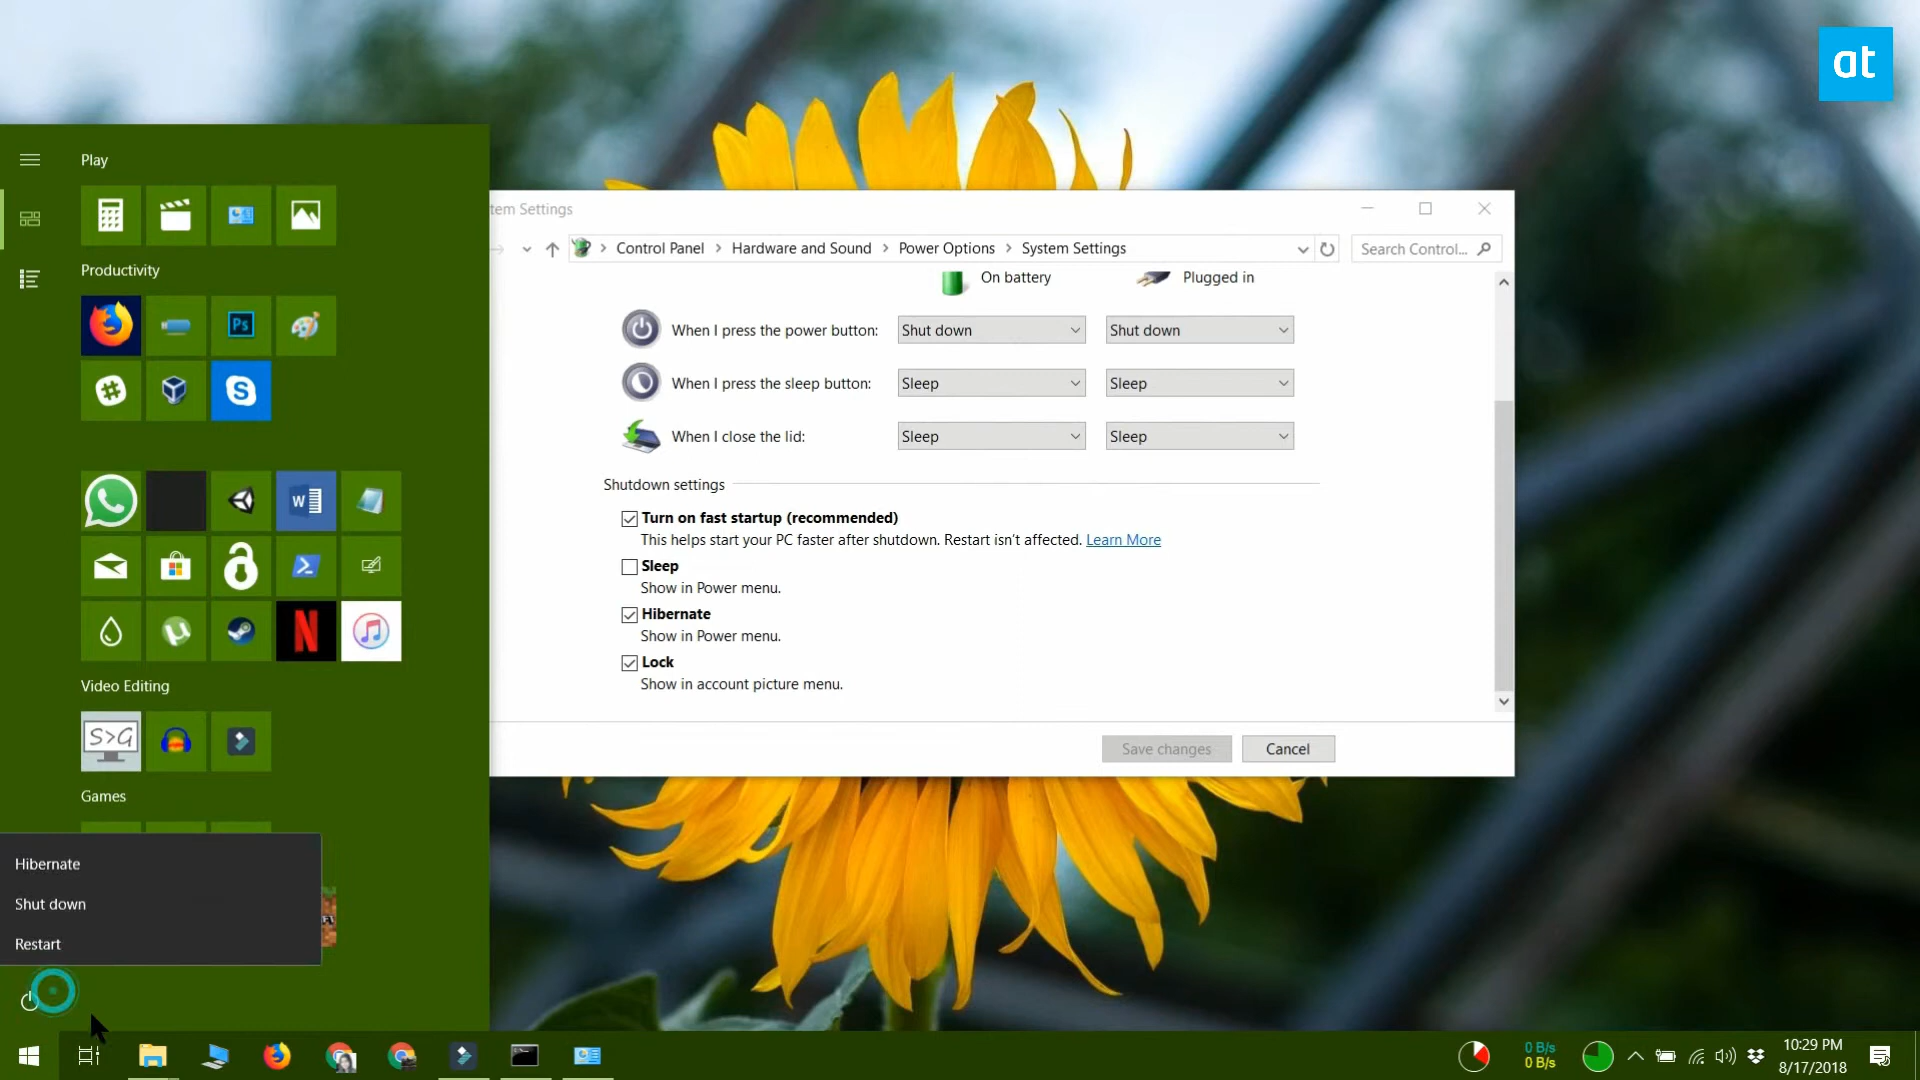 at
Play
Productivity
Ps
S
W
N
Video Editing
S>G
Games
Hibernate
Shut down
Restart
tem Settings
Control Panel > Hardware and Sound > Power Options > System Settings
Search Control...
On battery
Plugged in
When I press the power button:
Shut down
Shut down
When I press the sleep button:
Sleep
Sleep
When I close the lid:
Sleep
Sleep
Shutdown settings
Turn on fast startup (recommended)
This helps start your PC faster after shutdown. Restart isn't affected. Learn More
Sleep
Show in Power menu.
Hibernate
Show in Power menu.
Lock
Show in account picture menu.
Save changes
Cancel
0 B/s
0 B/s
10:29 PM
8/17/2018